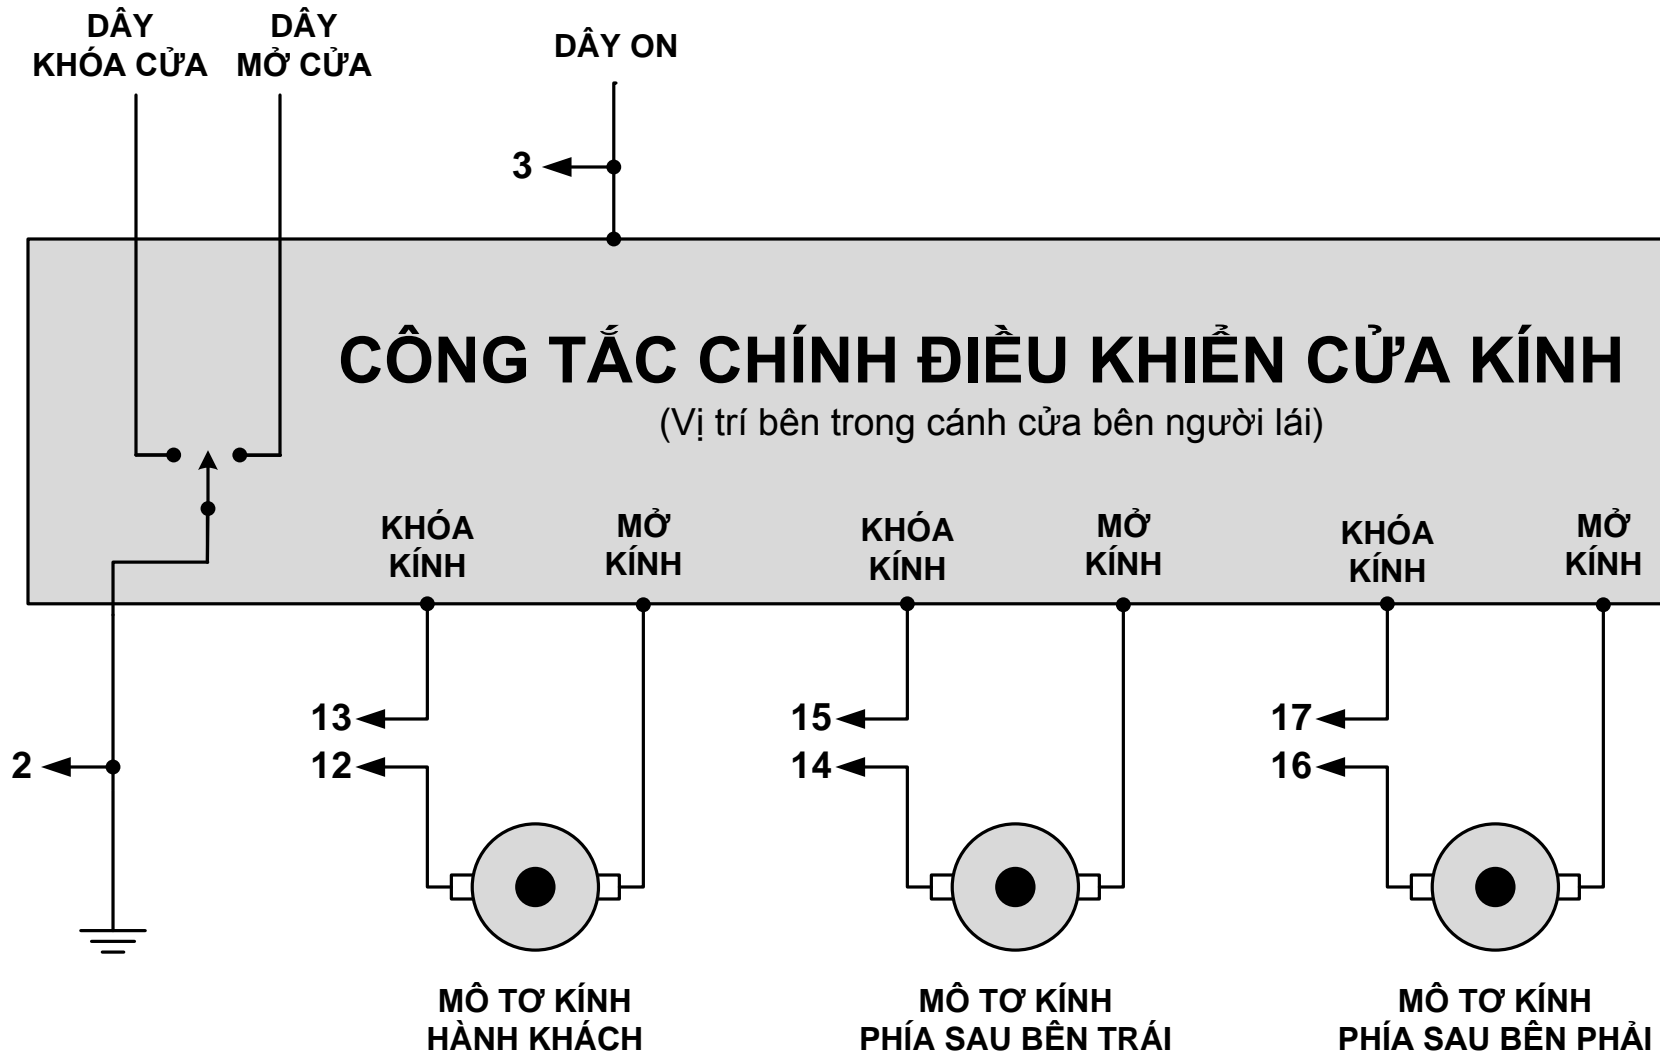 DÂY
KHÓA CỬA
DÂY
MỞ CỬA
DÂY ON
3
CÔNG TẮC CHÍNH ĐIỀU KHIỂN CỬA KÍNH
(Vị trí bên trong cánh cửa bên người lái)
KHÓA
KÍNH
MỞ
KÍNH
KHÓA
KÍNH
MỞ
KÍNH
KHÓA
KÍNH
MỞ
KÍNH
13
15
17
2
12
14
16
MÔ TƠ KÍNH
HÀNH KHÁCH
MÔ TƠ KÍNH
PHÍA SAU BÊN TRÁI
MÔ TƠ KÍNH
PHÍA SAU BÊN PHẢI